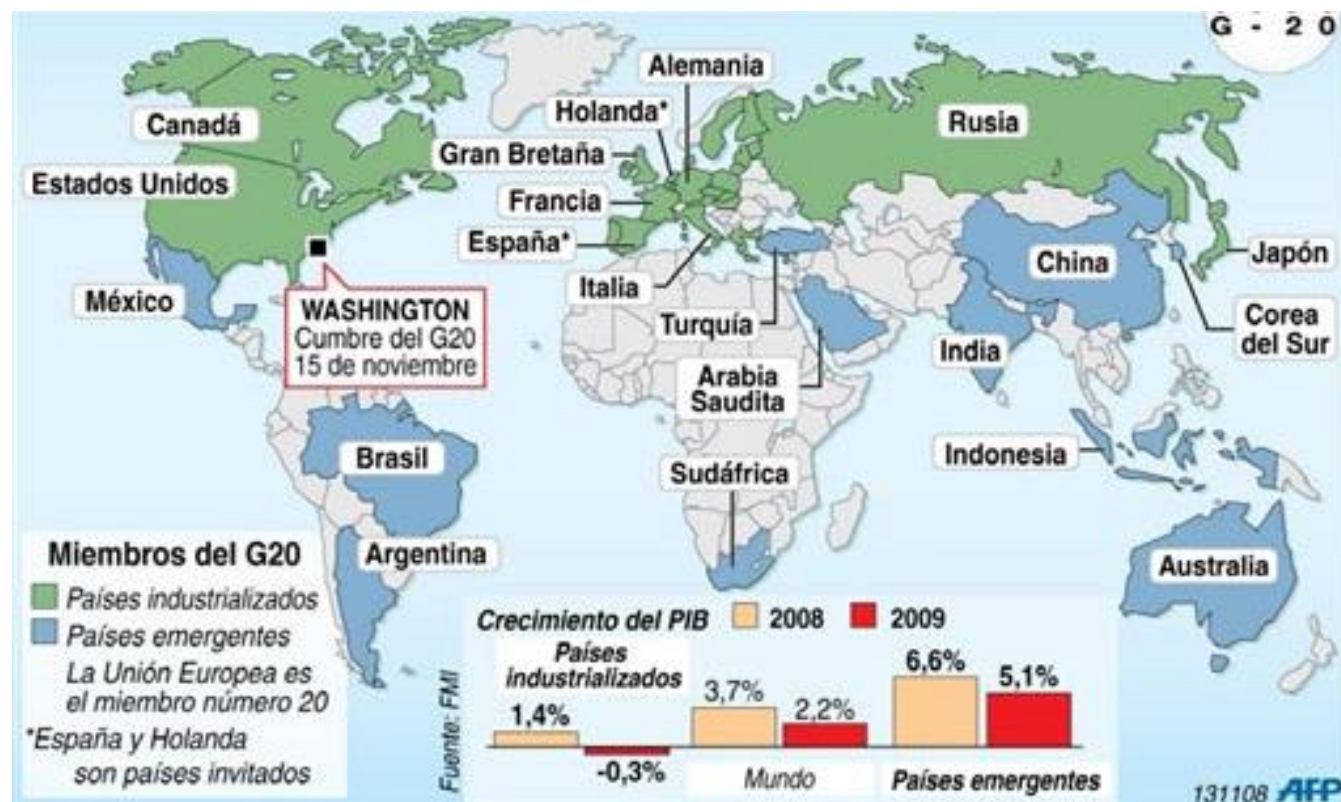 G - 20
Alemania
Holanda*
Canadá
Rusia
Gran Bretaña
Estados Unidos
Francia
España*
China
Japón
Italia
México
WASHINGTON
Cumbre del G20
15 de noviembre
Turquía
India
Corea
del Sur
Arabia
Saudita
Brasil
Indonesia
Sudáfrica
Argentina
Australia
Miembros del G20
Países industrializados
Países emergentes
La Unión Europea es
el miembro número 20
*España y Holanda
son países invitados
Crecimiento del PIB 2008 2009
Países
industrializados
1,4%
-0,3%
3,7%
2,2%
Mundo
6,6%
5,1%
Países emergentes
Fuente: FMI
131108 AFP